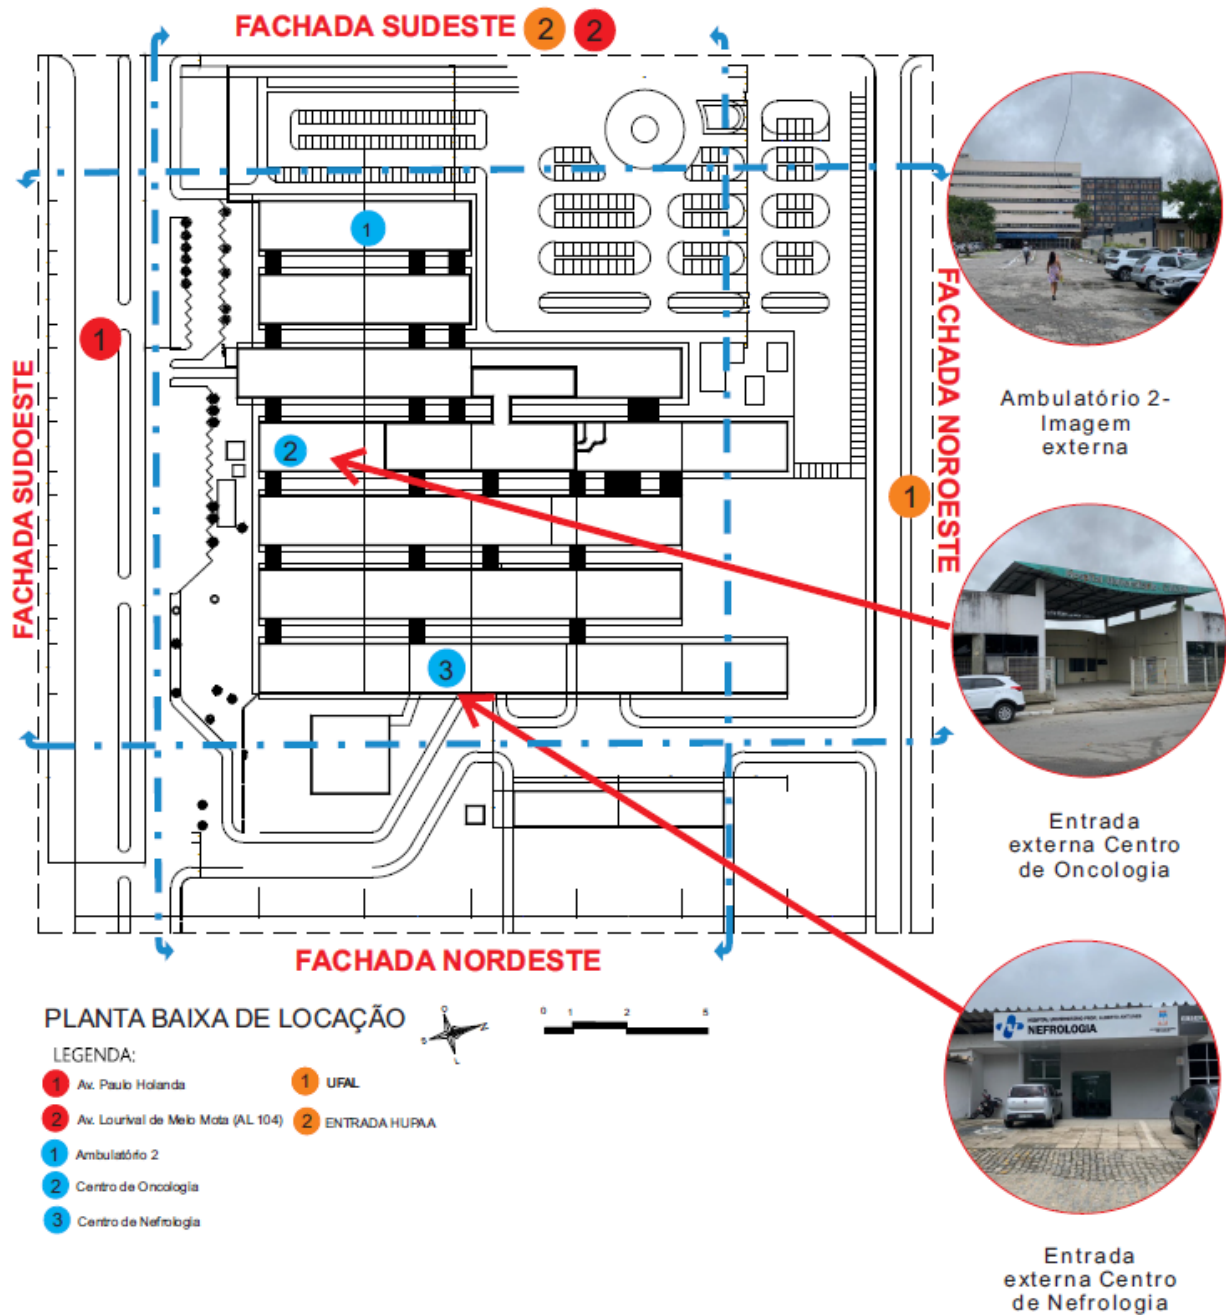 FACHADA SUDESTE 2 2
1
1
2
3
1
FACHADA SUDOESTE
FACHADA NOROESTE
FACHADA NORDESTE
Ambulatório 2-
Imagem
externa
Entrada
externa Centro
de Oncologia
NEFROLOGIA
Entrada
externa Centro
de Nefrologia
PLANTA BAIXA DE LOCAÇÃO
O
N
S
L
0 1 2 5
LEGENDA:
1 Av. Paulo Holanda
2 Av. Lourival de Melo Mota (AL 104)
1 Ambulatório 2
2 Centro de Oncologia
3 Centro de Nefrologia
1 UFAL
2 ENTRADA HUPAA